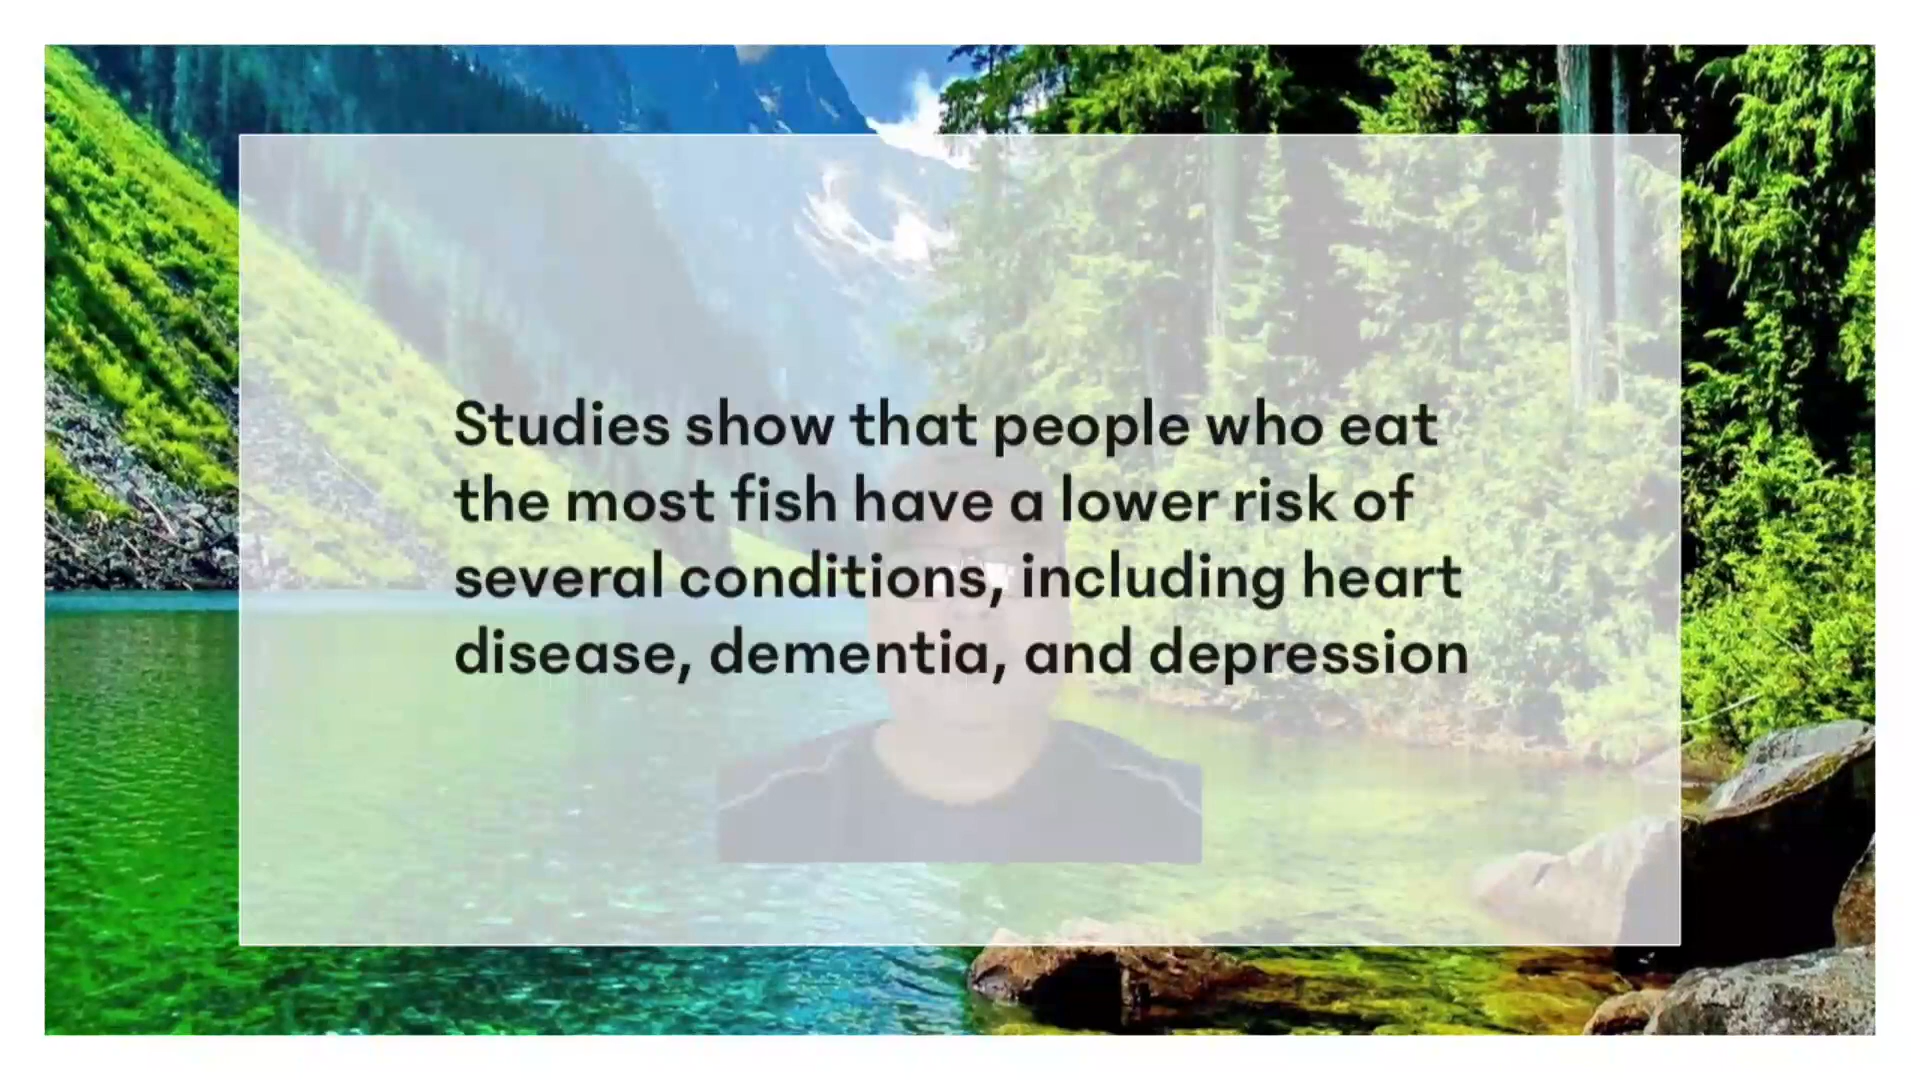 Studies show that people who eat
the most fish have a lower risk of
several conditions, including heart
disease, dementia, and depression